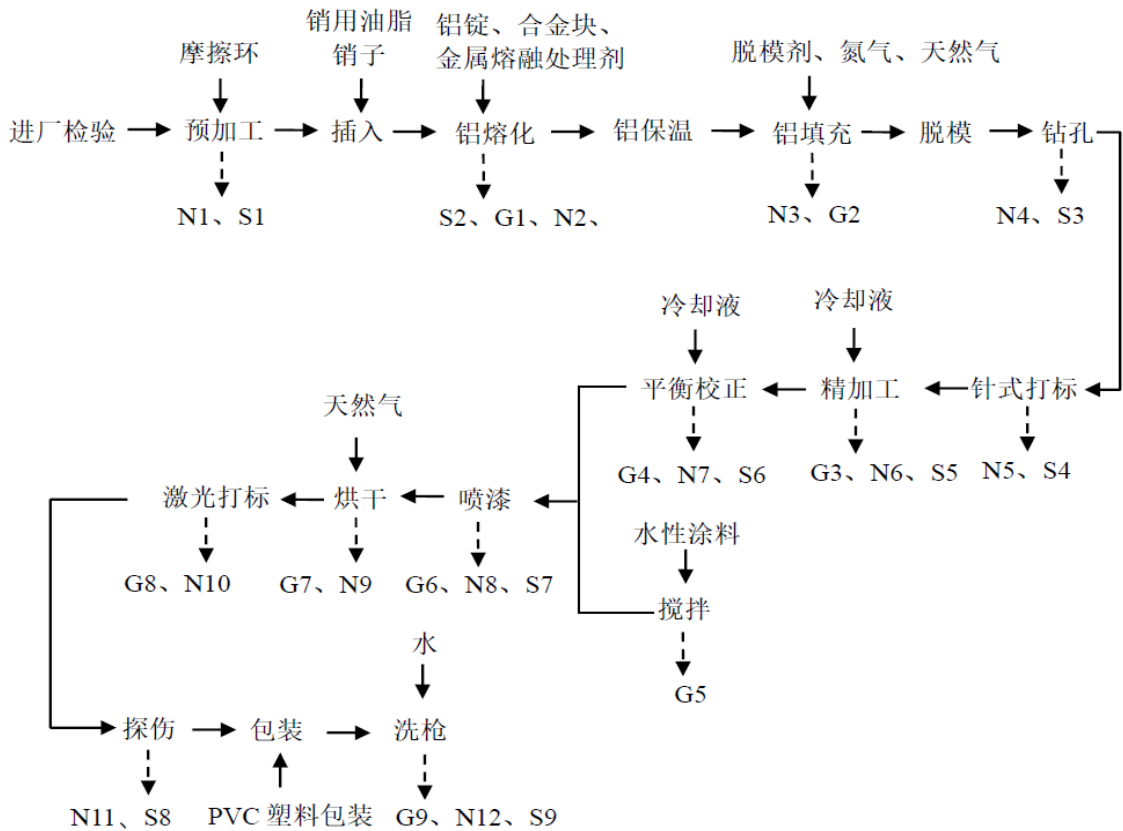 销用油脂
销子
铝锭、合金块、
金属熔融处理剂
摩擦环
脱模剂、氮气、天然气
进厂检验
预加工
插入
铝熔化
铝保温
铝填充
脱模
钻孔
N1、S1
S2、G1、N2、
N3、G2
N4、S3
冷却液
冷却液
平衡校正
精加工
针式打标
天然气
G4、N7、S6
G3、N6、S5
N5、S4
激光打标
烘干
喷漆
水性涂料
G8、N10
G7、N9
G6、N8、S7
搅拌
水
G5
探伤
包装
洗枪
N11、S8
PVC 塑料包装
G9、N12、S9